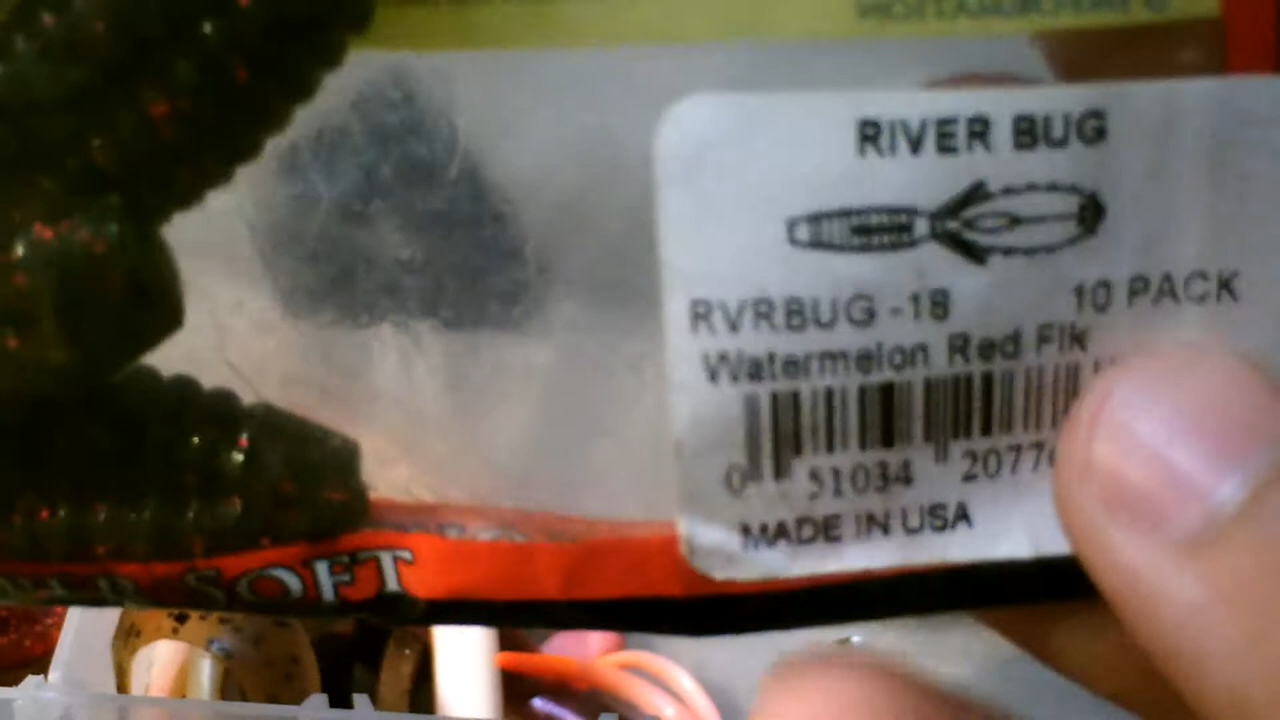 RIVER BUG
RVRBUG -18 10 PACK
Watermelon Red Flk
0 51034 2077
MADE IN USA
SOFT